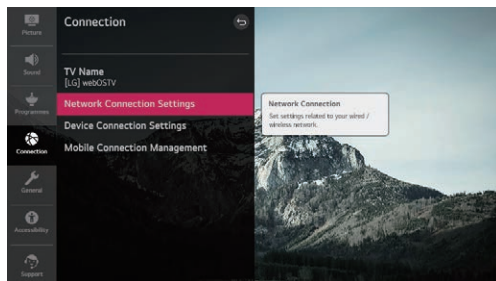 Picture
Sound
Programmes
Connection
General
Accessibility
Support
Connection
TV Name
[LG] webOSTV
Network Connection Settings
Device Connection Settings
Mobile Connection Management
Network Connection
Set settings related to your wired /
wireless network.